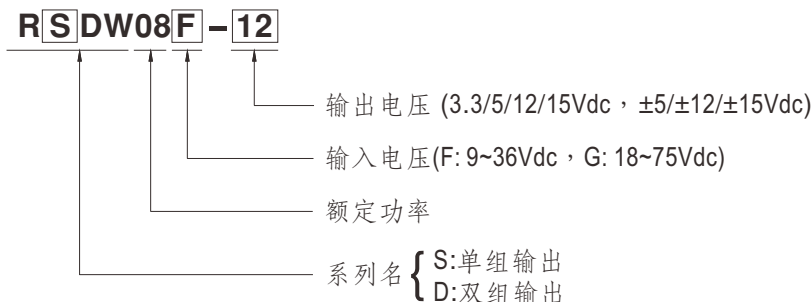 RSDW08F-12
输出电压 (3.3/5/12/15Vdc，±5/±12/±15Vdc)
输入电压(F: 9~36Vdc，G: 18~75Vdc)
额定功率
系列名{ S:单组输出
D:双组输出